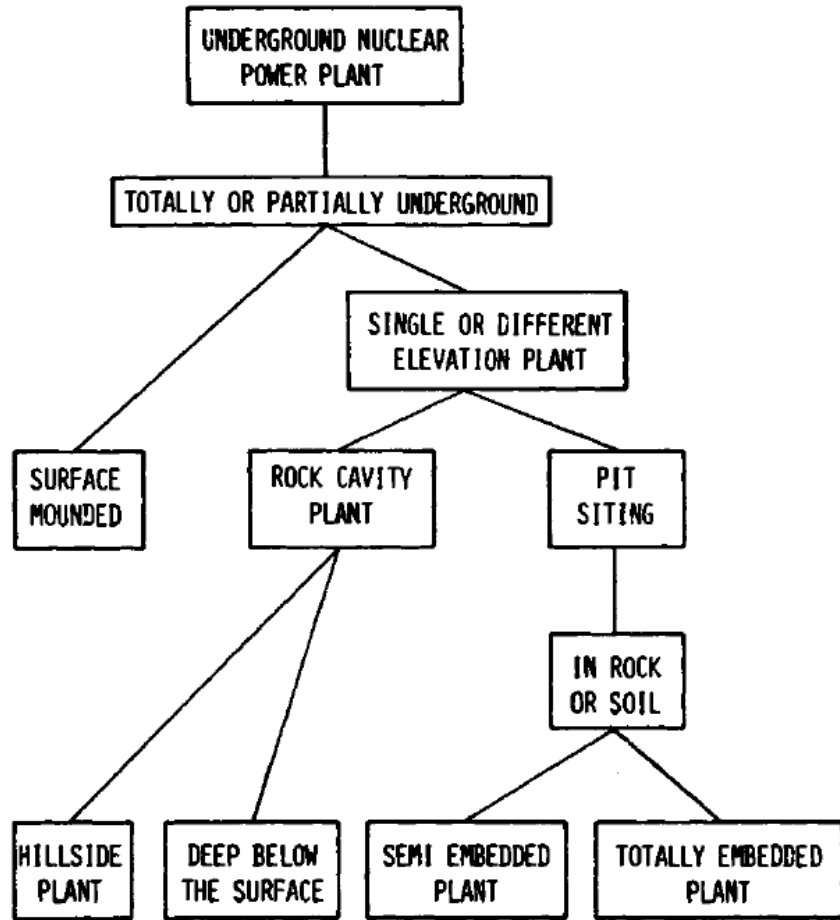 UNDERGROUND NUCLEAR
POWER PLANT
TOTALLY OR PARTIALLY UNDERGROUND
SINGLE OR DIFFERENT
ELEVATION PLANT
SURFACE
MOUNDED
ROCK CAVITY
PLANT
PIT
SITING
IN ROCK
OR SOIL
HILLSIDE
PLANT
DEEP BELOW
THE SURFACE
SEMI EMBEDDED
PLANT
TOTALLY EMBEDDED
PLANT